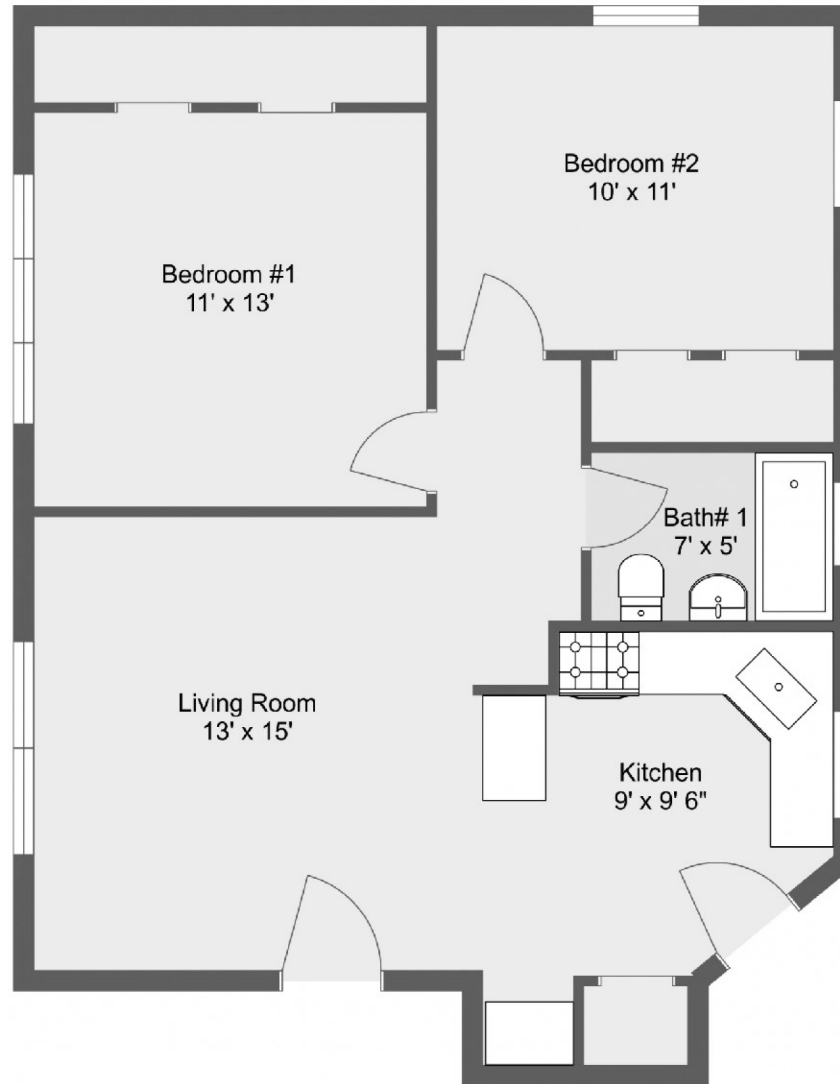 Bedroom #2
10' x 11'
Bedroom #1
11' x 13'
Bath# 1
7' x 5'
Living Room
13' x 15'
Kitchen
9' x 9' 6"